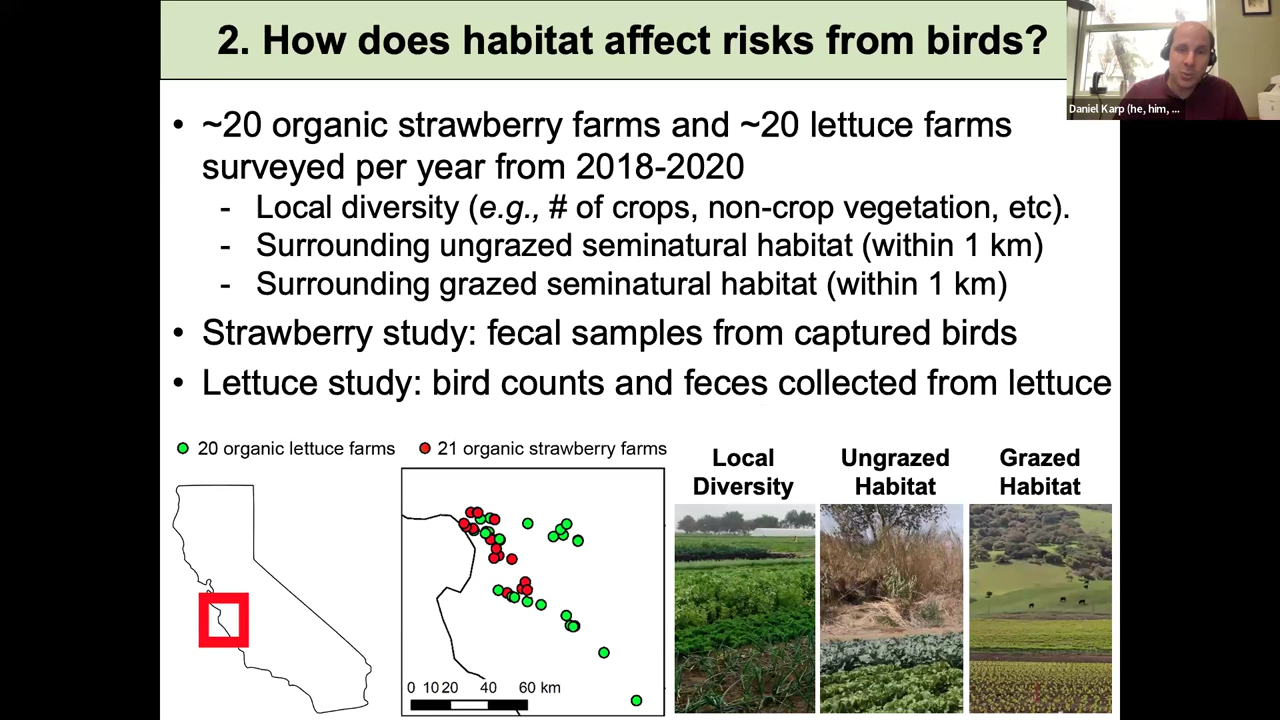 2. How does habitat affect risks from birds?
Daniel Karp (he, him, ...
• ~20 organic strawberry farms and ~20 lettuce farms
surveyed per year from 2018-2020
- Local diversity (e.g., # of crops, non-crop vegetation, etc).
- Surrounding ungrazed seminatural habitat (within 1 km)
- Surrounding grazed seminatural habitat (within 1 km)
• Strawberry study: fecal samples from captured birds
• Lettuce study: bird counts and feces collected from lettuce
20 organic lettuce farms
21 organic strawberry farms
0 10 20 40 60 km
Local
Diversity
Ungrazed
Habitat
Grazed
Habitat